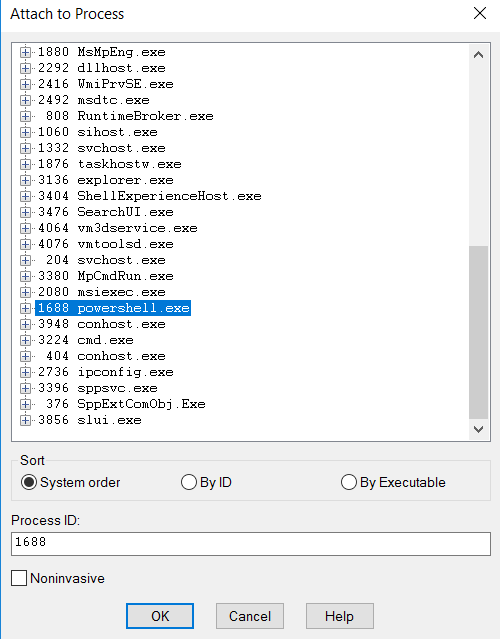 Attach to Process
1880 MsMpEng.exe
2292 dllhost.exe
2416 WmiPrvSE.exe
2492 msdtc.exe
808 RuntimeBroker.exe
1060 sihost.exe
1332 svchost.exe
1876 taskhostw.exe
3136 explorer.exe
3404 ShellExperienceHost.exe
3476 SearchUI.exe
4064 vm3dservice.exe
4076 vmtoolsd.exe
204 svchost.exe
3380 MpCmdRun.exe
2080 msiexec.exe
1688 powershell.exe
3948 conhost.exe
3224 cmd.exe
404 conhost.exe
2736 ipconfig.exe
3396 sppsvc.exe
376 SppExtComObj.Exe
3856 slui.exe
Sort
System order By ID By Executable
Process ID:
1688
Noninvasive
OK Cancel Help